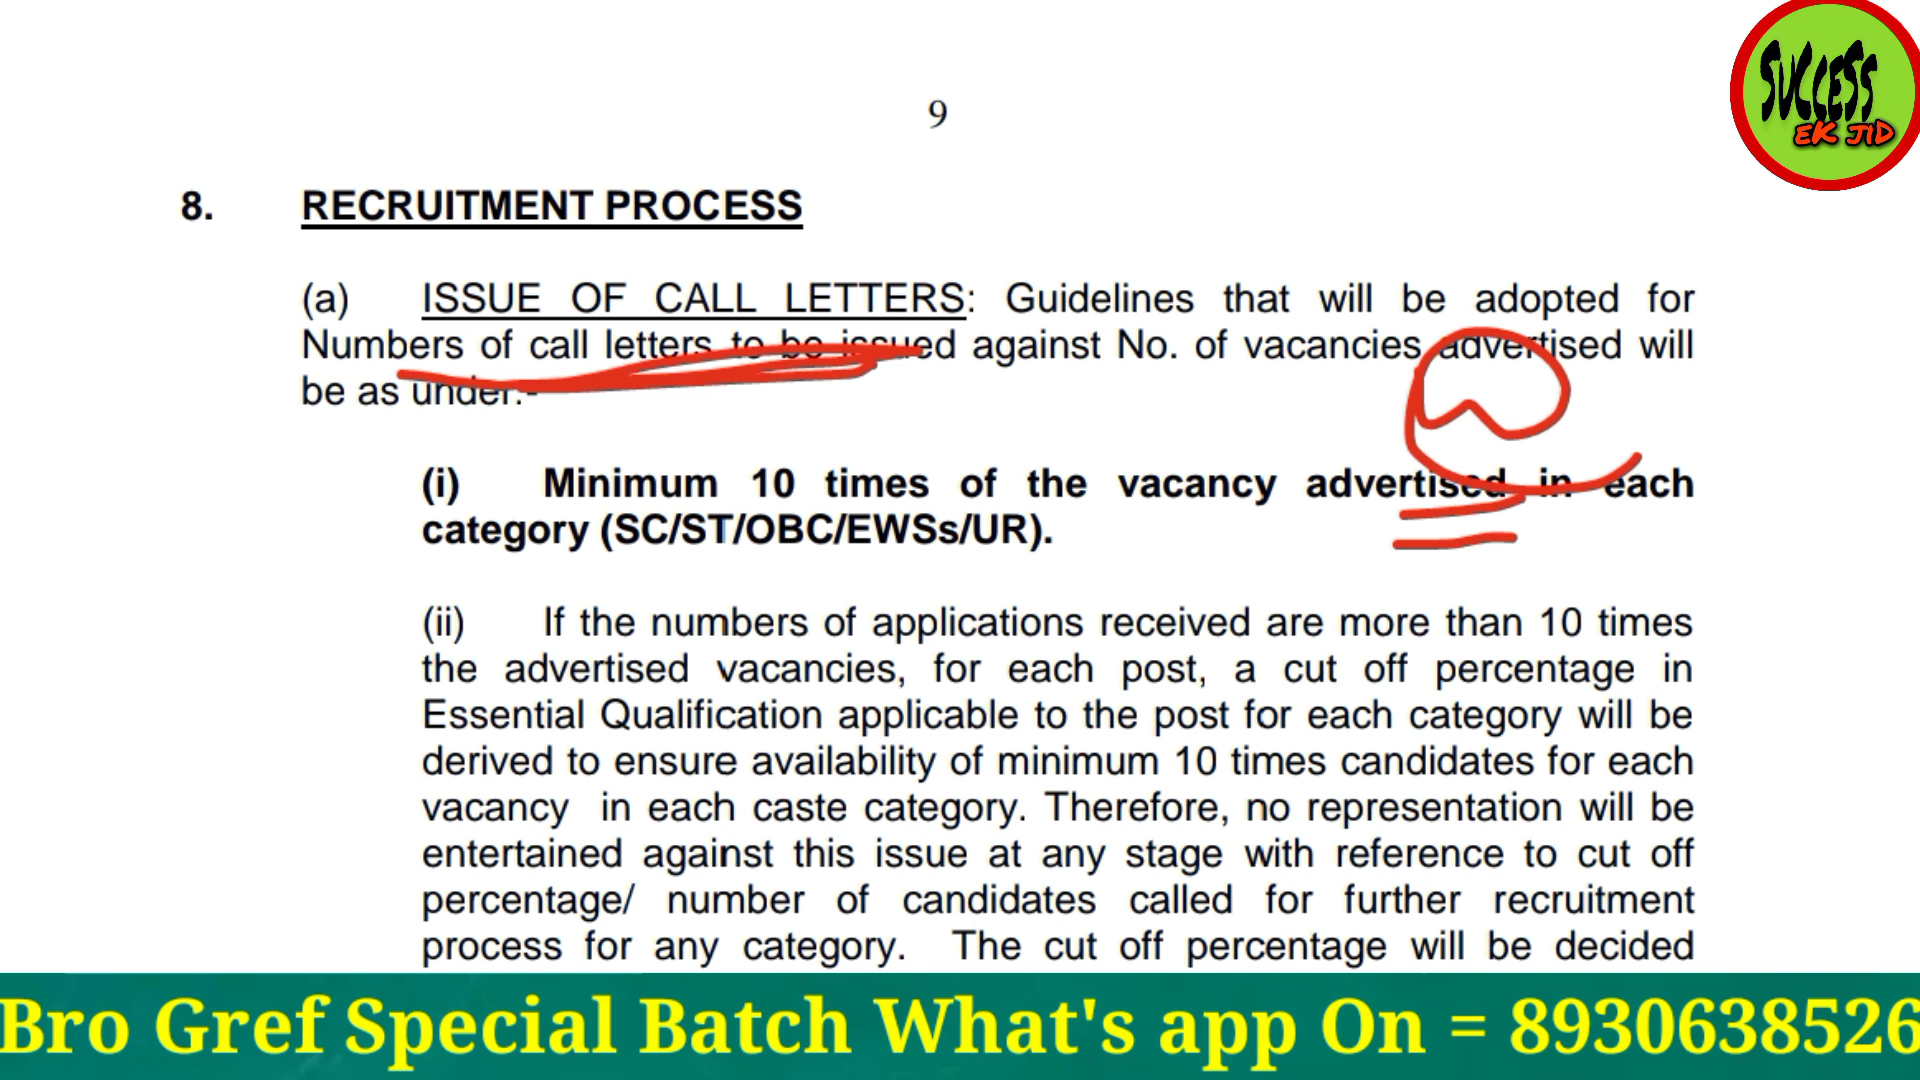 SUCCESS
EK JID
9
8. RECRUITMENT PROCESS
(a) ISSUE OF CALL LETTERS: Guidelines that will be adopted for
Numbers of call letters to be issued against No. of vacancies advertised will
be as under:-
(i) Minimum 10 times of the vacancy advertised in each
category (SC/ST/OBC/EWSs/UR).
(ii) If the numbers of applications received are more than 10 times
the advertised vacancies, for each post, a cut off percentage in
Essential Qualification applicable to the post for each category will be
derived to ensure availability of minimum 10 times candidates for each
vacancy in each caste category. Therefore, no representation will be
entertained against this issue at any stage with reference to cut off
percentage/ number of candidates called for further recruitment
process for any category. The cut off percentage will be decided
Bro Gref Special Batch What's app On = 8930638526